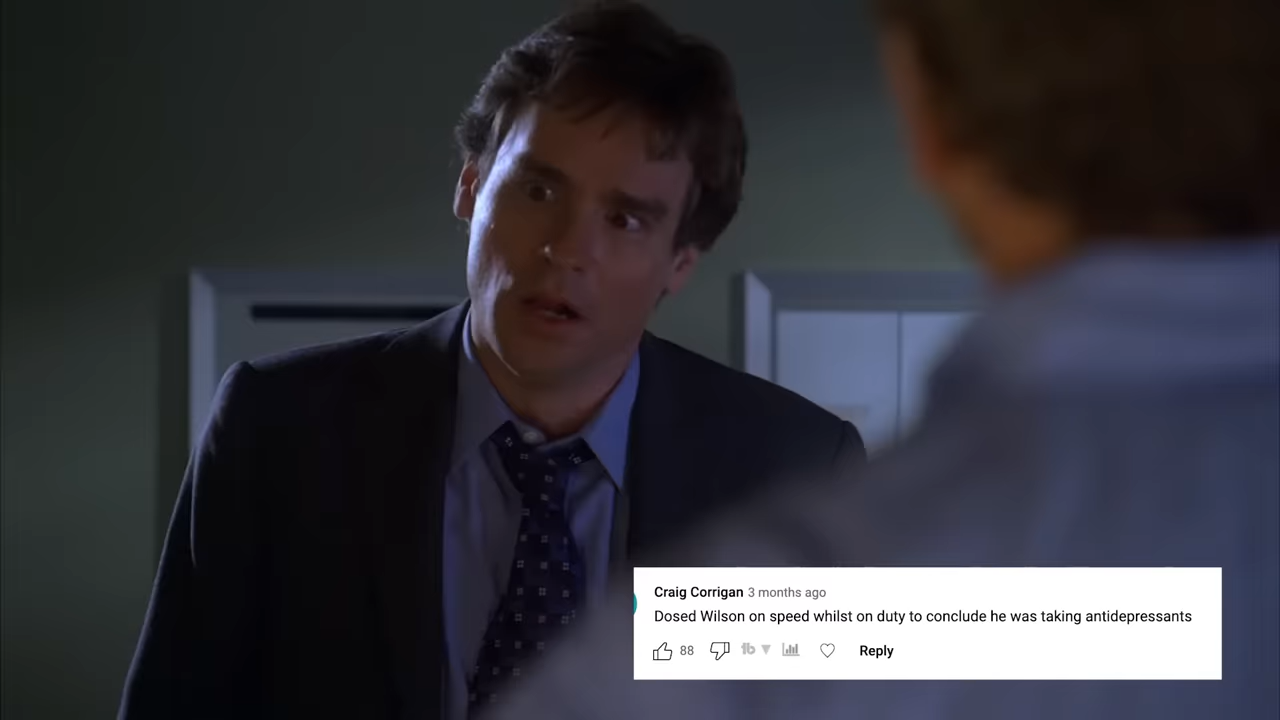 Craig Corrigan 3 months ago
Dosed Wilson on speed whilst on duty to conclude he was taking antidepressants
88 Reply